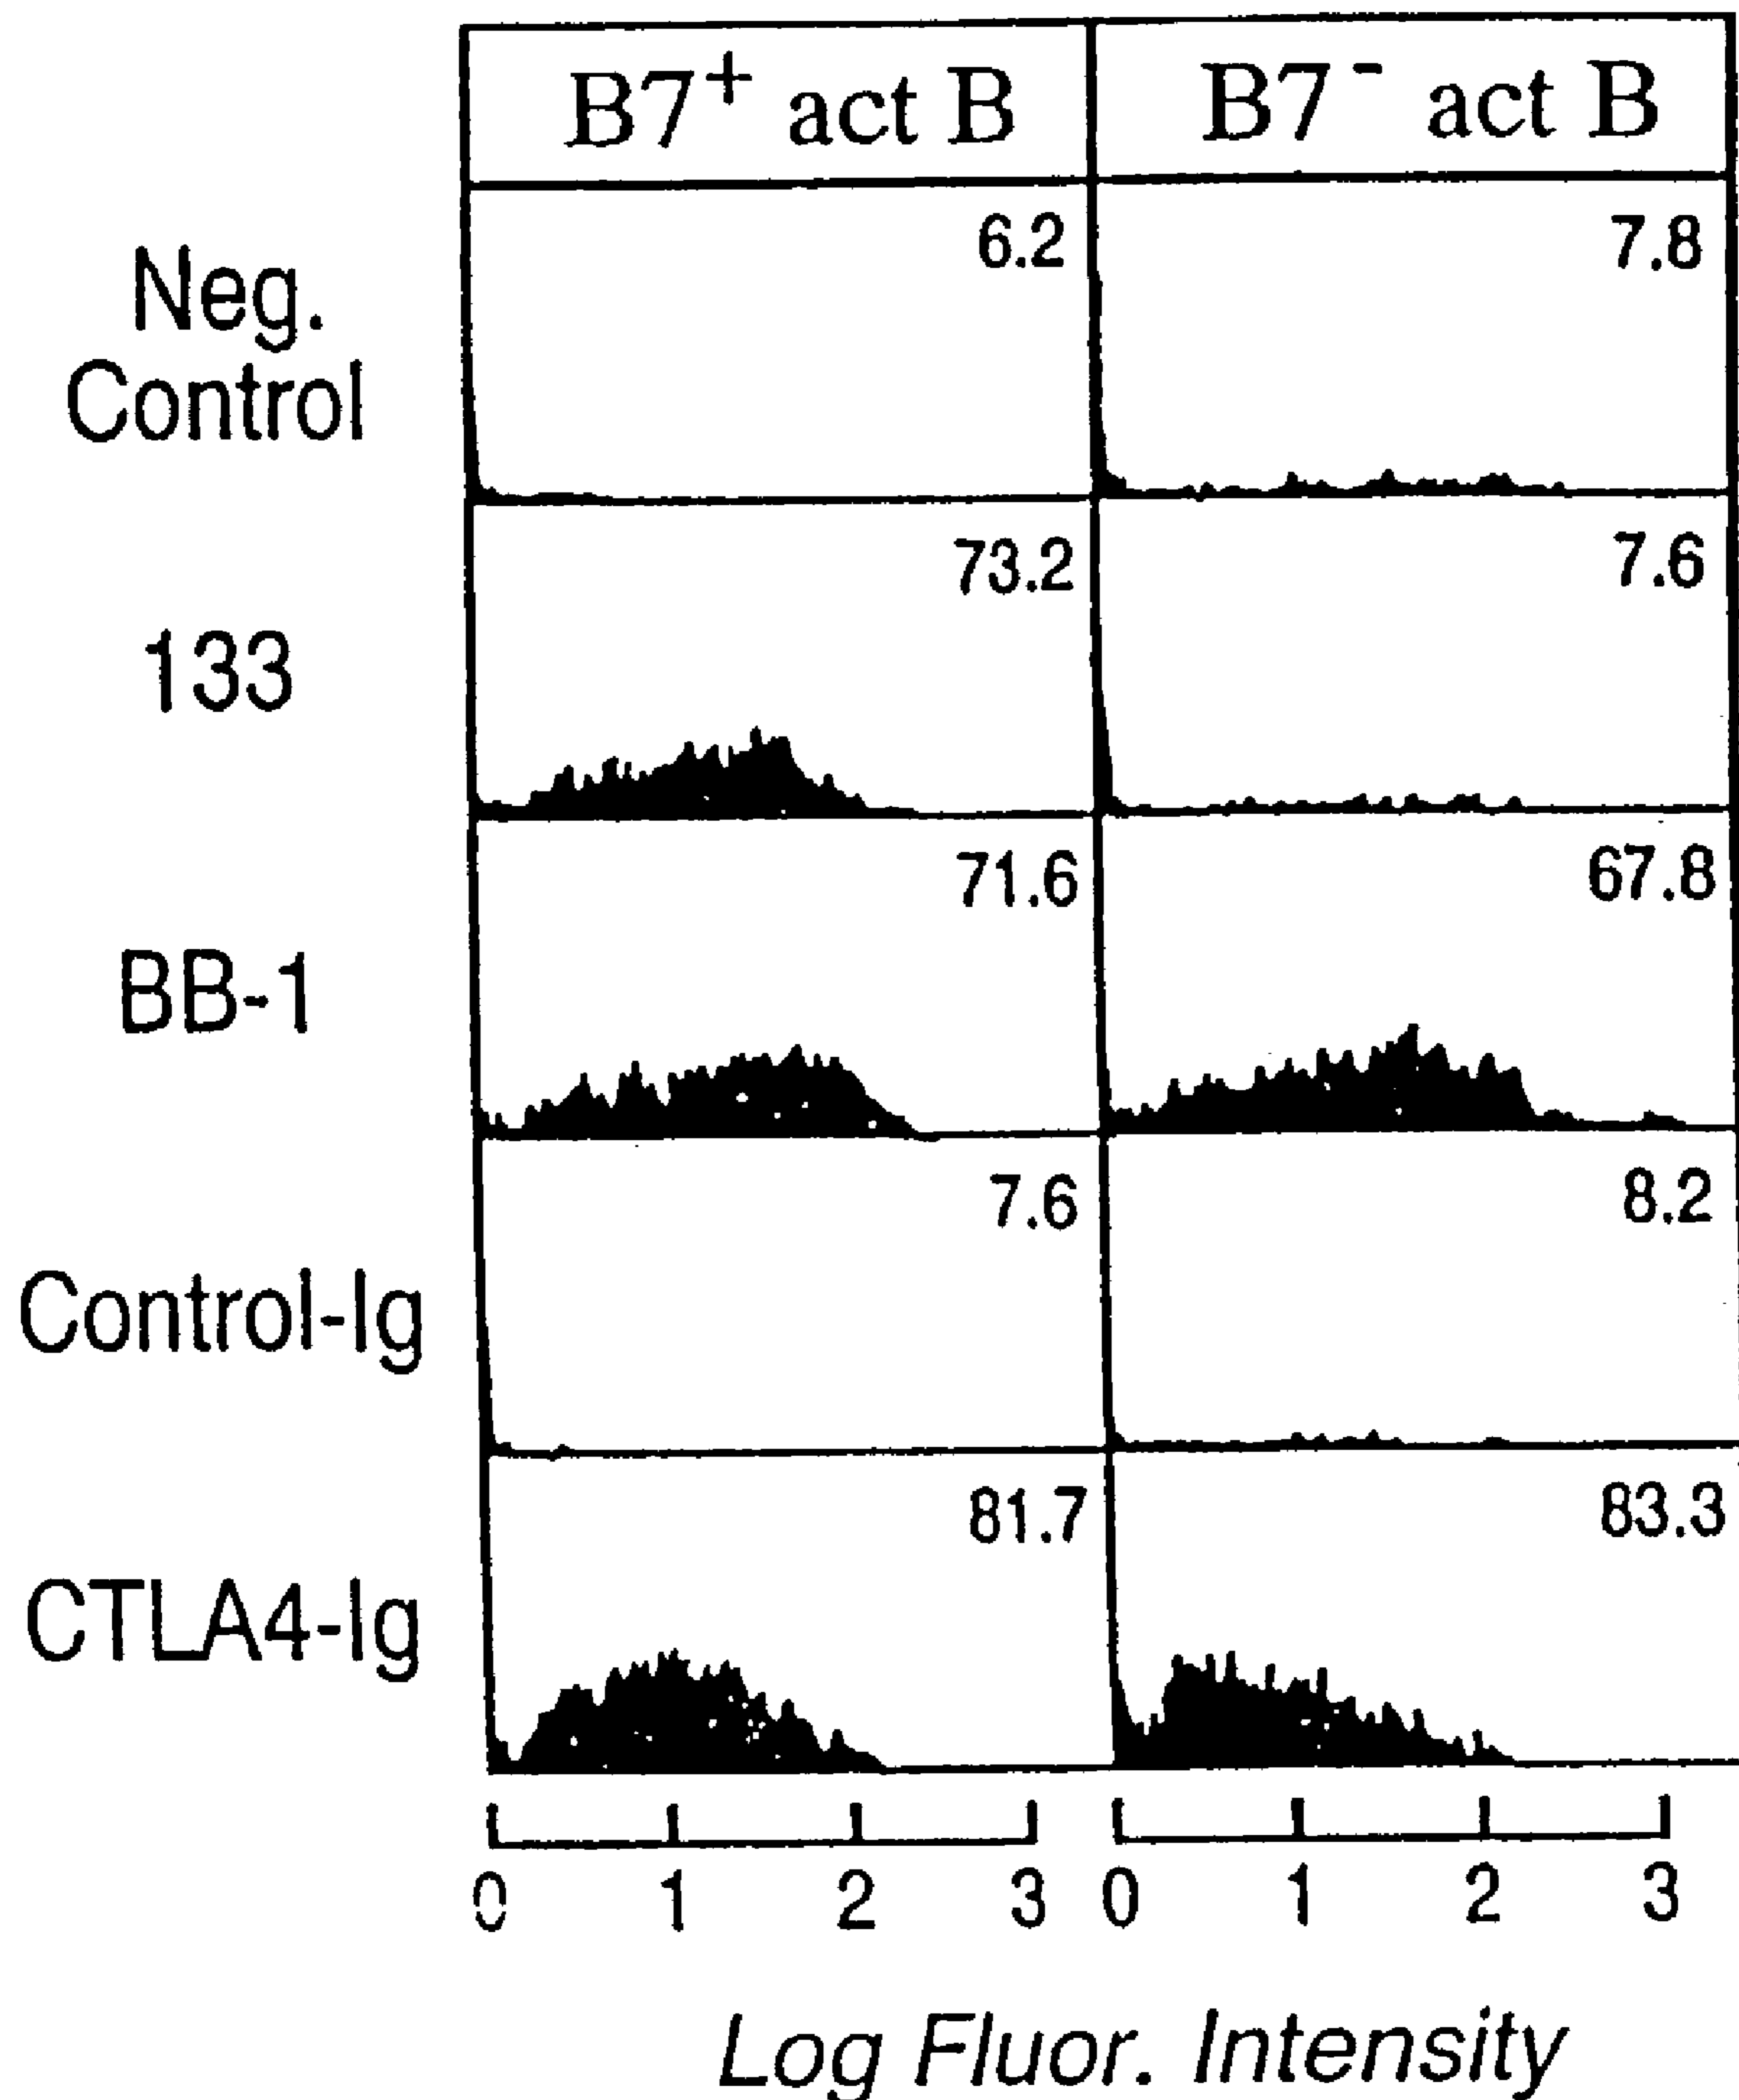 B7⁺ act B B7⁻ act B
Neg.
Control
6.2 7.8
133
73.2 7.6
BB-1
71.6 67.8
Control-Ig
7.6 8.2
CTLA4-Ig
81.7 83.3
0 1 2 3 0 1 2 3
Log Fluor. Intensity